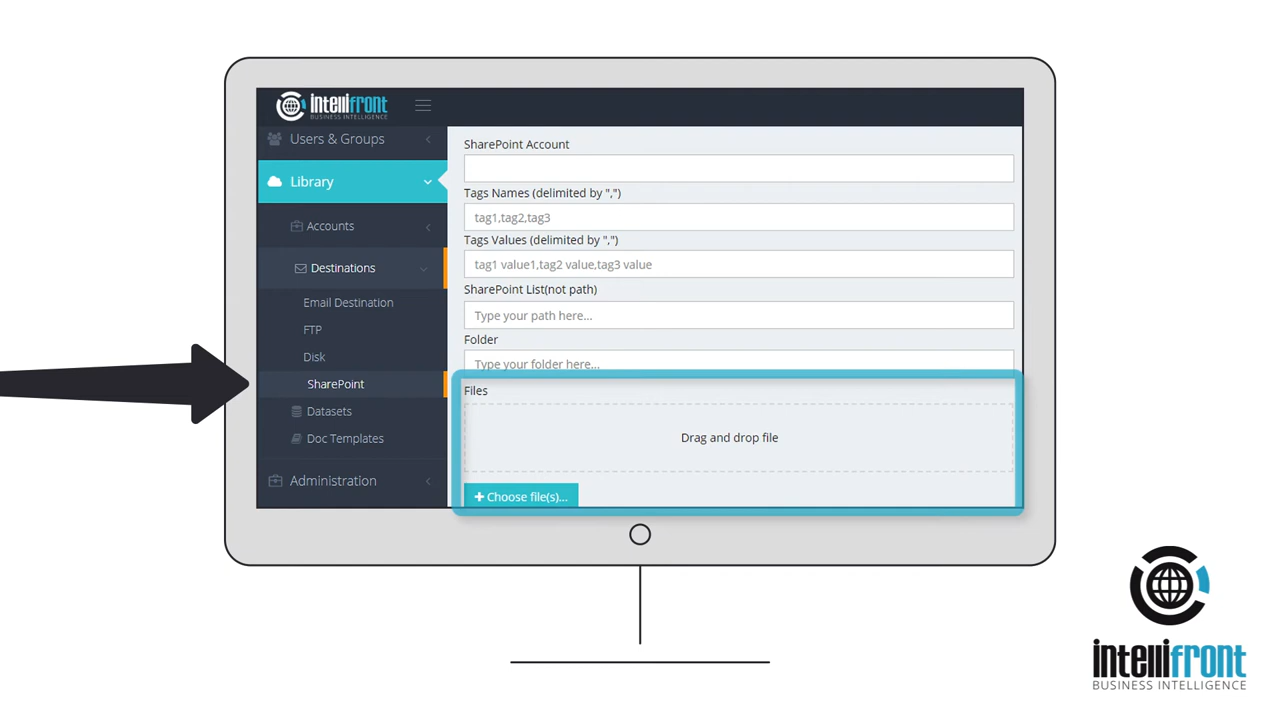 intellifront
BUSINESS INTELLIGENCE
Users & Groups
Library
Accounts
Destinations
Email Destination
FTP
Disk
SharePoint
Datasets
Doc Templates
Administration
SharePoint Account
Tags Names (delimited by ",")
tag1,tag2,tag3
Tags Values (delimited by ",")
tag1 value1,tag2 value,tag3 value
SharePoint List(not path)
Type your path here...
Folder
Type your folder here...
Files
Drag and drop file
+ Choose file(s)...
intellifront
BUSINESS INTELLIGENCE